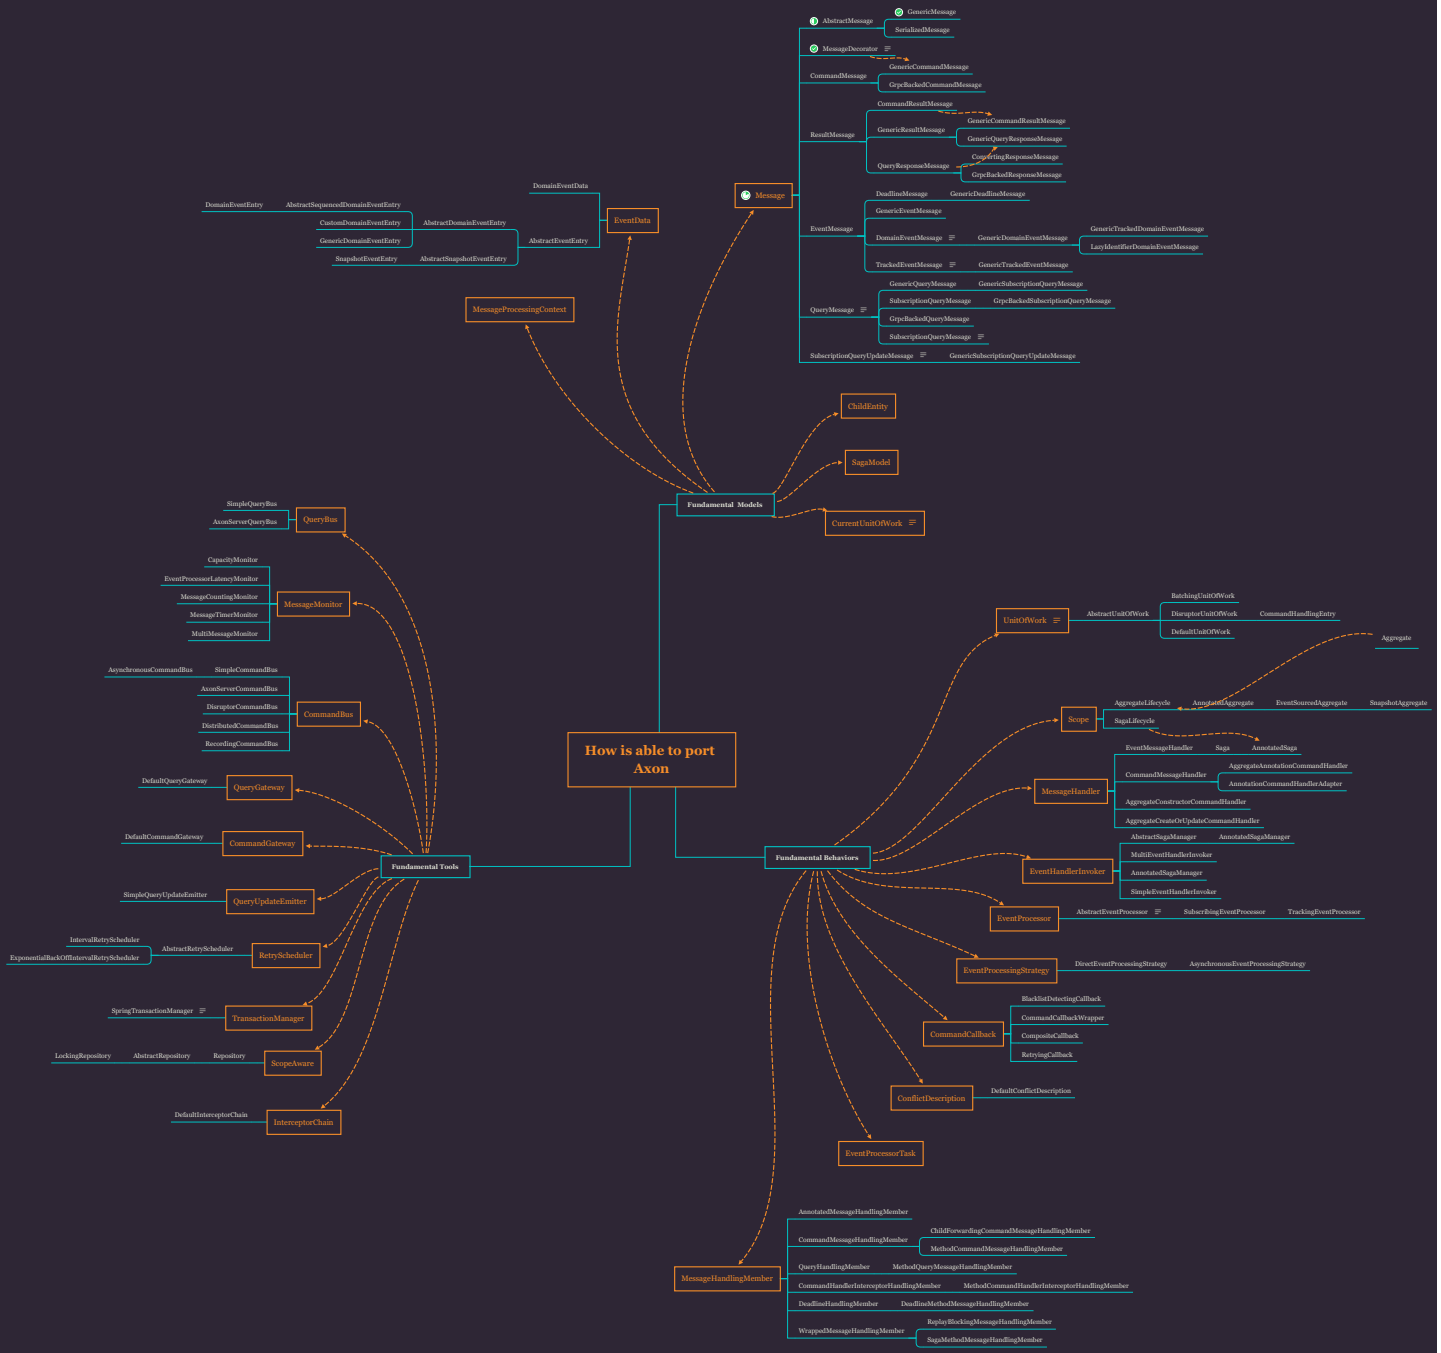 How is able to port
Axon
Fundamental Models
Message
AbstractMessage
GenericMessage
SerializedMessage
MessageDecorator
CommandMessage
GenericCommandMessage
GrpcBackedCommandMessage
ResultMessage
CommandResultMessage
GenericResultMessage
GenericCommandResultMessage
GenericQueryResponseMessage
QueryResponseMessage
ConvertingResponseMessage
GrpcBackedResponseMessage
EventMessage
DeadlineMessage
GenericDeadlineMessage
GenericEventMessage
DomainEventMessage
GenericDomainEventMessage
GenericTrackedDomainEventMessage
LazyIdentifierDomainEventMessage
TrackedEventMessage
GenericTrackedEventMessage
QueryMessage
GenericQueryMessage
GenericSubscriptionQueryMessage
SubscriptionQueryMessage
GrpcBackedSubscriptionQueryMessage
GrpcBackedQueryMessage
SubscriptionQueryMessage
SubscriptionQueryUpdateMessage
GenericSubscriptionQueryUpdateMessage
EventData
DomainEventData
AbstractEventEntry
AbstractDomainEventEntry
AbstractSequencedDomainEventEntry
DomainEventEntry
CustomDomainEventEntry
GenericDomainEventEntry
AbstractSnapshotEventEntry
SnapshotEventEntry
MessageProcessingContext
ChildEntity
SagaModel
CurrentUnitOfWork
Fundamental Behaviors
UnitOfWork
AbstractUnitOfWork
BatchingUnitOfWork
DisruptorUnitOfWork
CommandHandlingEntry
DefaultUnitOfWork
Aggregate
Scope
AggregateLifecycle
AnnotatedAggregate
EventSourcedAggregate
SnapshotAggregate
SagaLifecycle
MessageHandler
EventMessageHandler
Saga
AnnotatedSaga
CommandMessageHandler
AggregateAnnotationCommandHandler
AnnotationCommandHandlerAdapter
AggregateConstructorCommandHandler
AggregateCreateOrUpdateCommandHandler
EventHandlerInvoker
AbstractSagaManager
AnnotatedSagaManager
MultiEventHandlerInvoker
AnnotatedSagaManager
SimpleEventHandlerInvoker
EventProcessor
AbstractEventProcessor
SubscribingEventProcessor
TrackingEventProcessor
EventProcessingStrategy
DirectEventProcessingStrategy
AsynchronousEventProcessingStrategy
CommandCallback
BlacklistDetectingCallback
CommandCallbackWrapper
CompositeCallback
RetryingCallback
ConflictDescription
DefaultConflictDescription
EventProcessorTask
MessageHandlingMember
AnnotatedMessageHandlingMember
CommandMessageHandlingMember
ChildForwardingCommandMessageHandlingMember
MethodCommandMessageHandlingMember
QueryHandlingMember
MethodQueryMessageHandlingMember
CommandHandlerInterceptorHandlingMember
MethodCommandHandlerInterceptorHandlingMember
DeadlineHandlingMember
DeadlineMethodMessageHandlingMember
WrappedMessageHandlingMember
ReplayBlockingMessageHandlingMember
SagaMethodMessageHandlingMember
Fundamental Tools
QueryBus
SimpleQueryBus
AxonServerQueryBus
MessageMonitor
CapacityMonitor
EventProcessorLatencyMonitor
MessageCountingMonitor
MessageTimerMonitor
MultiMessageMonitor
CommandBus
SimpleCommandBus
AsynchronousCommandBus
AxonServerCommandBus
DisruptorCommandBus
DistributedCommandBus
RecordingCommandBus
QueryGateway
DefaultQueryGateway
CommandGateway
DefaultCommandGateway
QueryUpdateEmitter
SimpleQueryUpdateEmitter
RetryScheduler
AbstractRetryScheduler
IntervalRetryScheduler
ExponentialBackOffIntervalRetryScheduler
TransactionManager
SpringTransactionManager
ScopeAware
Repository
AbstractRepository
LockingRepository
InterceptorChain
DefaultInterceptorChain